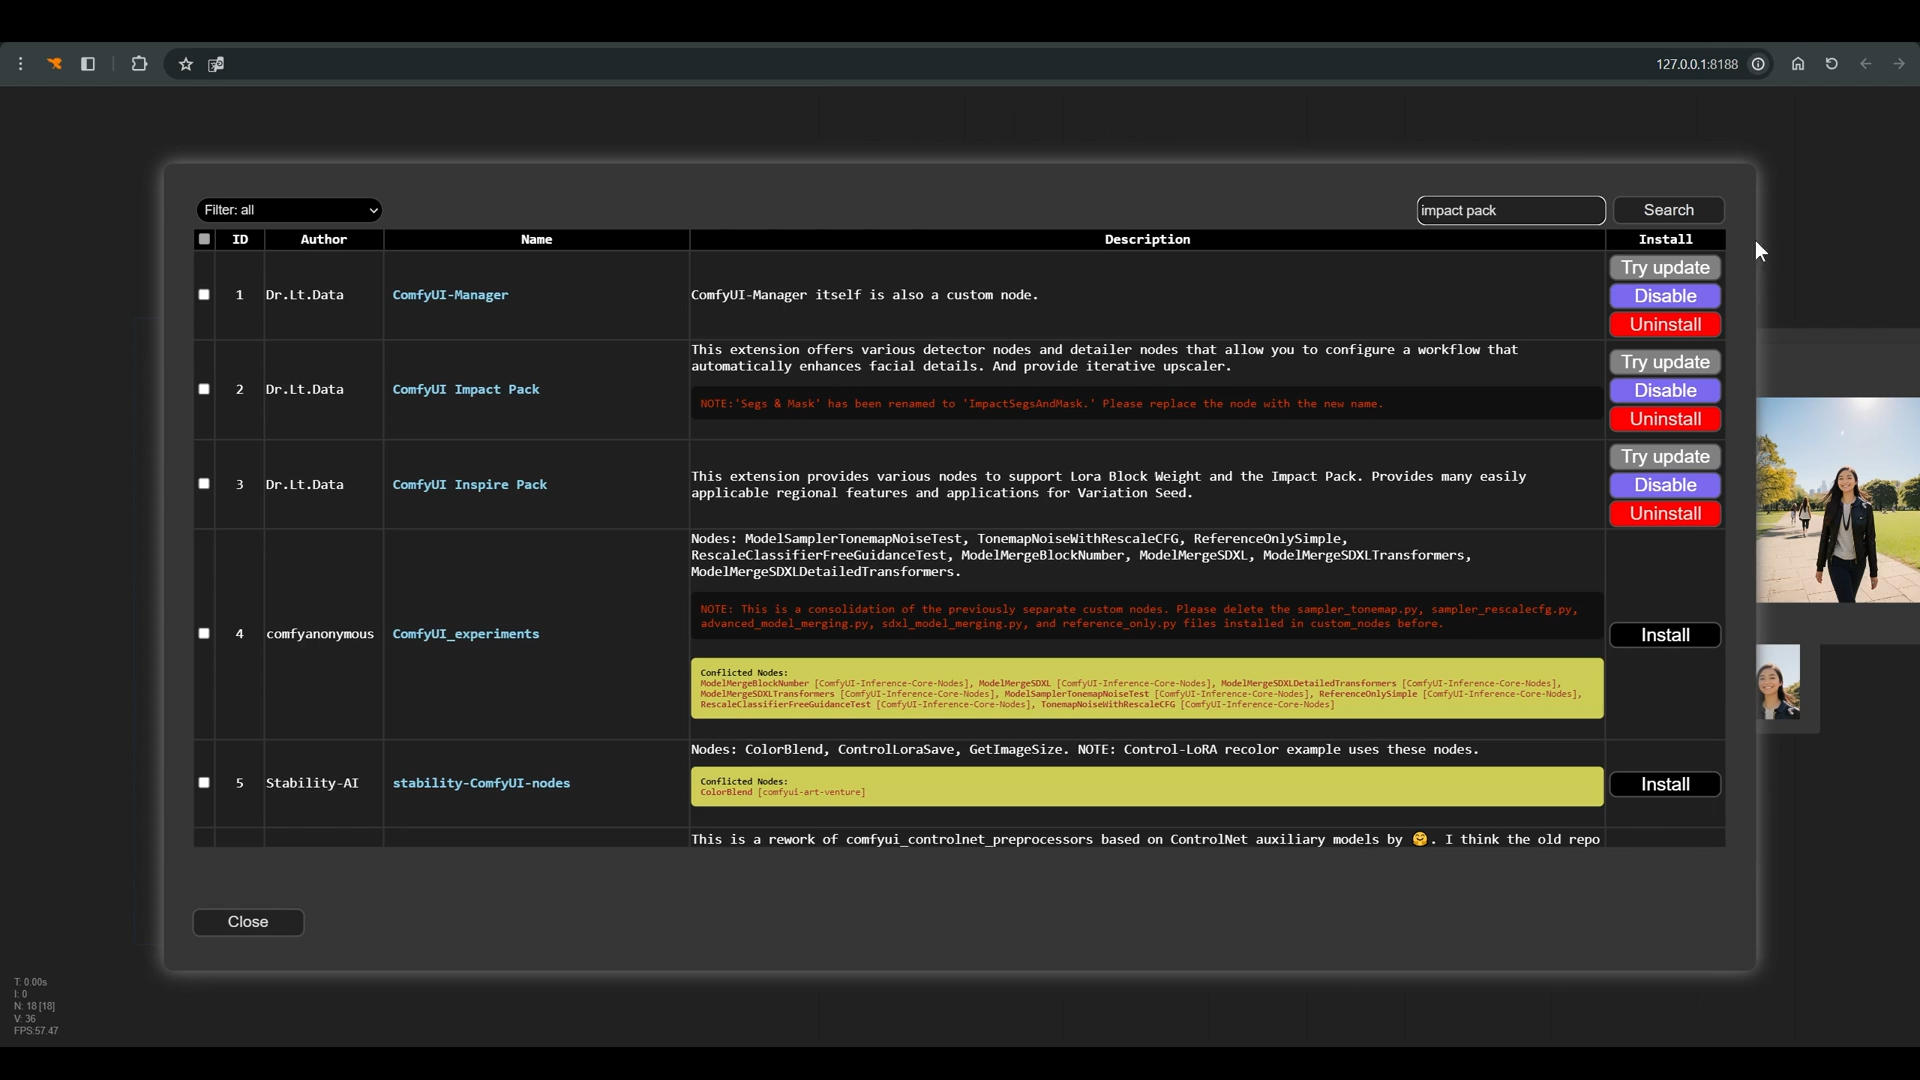 127.0.0.1:8188
Filter: all
impact pack
Search
ID Author Name Description Install
1 Dr.Lt.Data ComfyUI-Manager ComfyUI-Manager itself is also a custom node.
Try update
Disable
Uninstall
2 Dr.Lt.Data ComfyUI Impact Pack
This extension offers various detector nodes and detailer nodes that allow you to configure a workflow that
automatically enhances facial details. And provide iterative upscaler.
NOTE:'Segs & Mask' has been renamed to 'ImpactSegsAndMask.' Please replace the node with the new name.
Try update
Disable
Uninstall
3 Dr.Lt.Data ComfyUI Inspire Pack
This extension provides various nodes to support Lora Block Weight and the Impact Pack. Provides many easily
applicable regional features and applications for Variation Seed.
Try update
Disable
Uninstall
4 comfyanonymous ComfyUI_experiments
Nodes: ModelSamplerTonemapNoiseTest, TonemapNoiseWithRescaleCFG, ReferenceOnlySimple,
RescaleClassifierFreeGuidanceTest, ModelMergeBlockNumber, ModelMergeSDXL, ModelMergeSDXLTransformers,
ModelMergeSDXLDetailedTransformers.
NOTE: This is a consolidation of the previously separate custom nodes. Please delete the sampler_tonemap.py, sampler_rescalecfg.py,
advanced_model_merging.py, sdxl_model_merging.py, and reference_only.py files installed in custom_nodes before.
Conflicted Nodes:
ModelMergeBlockNumber [ComfyUI-Inference-Core-Nodes], ModelMergeSDXL [ComfyUI-Inference-Core-Nodes], ModelMergeSDXLDetailedTransformers [ComfyUI-Inference-Core-Nodes],
ModelMergeSDXLTransformers [ComfyUI-Inference-Core-Nodes], ModelSamplerTonemapNoiseTest [ComfyUI-Inference-Core-Nodes], ReferenceOnlySimple [ComfyUI-Inference-Core-Nodes],
RescaleClassifierFreeGuidanceTest [ComfyUI-Inference-Core-Nodes], TonemapNoiseWithRescaleCFG [ComfyUI-Inference-Core-Nodes]
Install
5 Stability-AI stability-ComfyUI-nodes
Nodes: ColorBlend, ControlLoraSave, GetImageSize. NOTE: Control-LoRA recolor example uses these nodes.
Conflicted Nodes:
ColorBlend [comfyui-art-venture]
Install
This is a rework of comfyui_controlnet_preprocessors based on ControlNet auxiliary models by 🤗. I think the old repo
Close
T: 0.00s
I: 0
N: 18 [18]
V: 36
FPS:57.47